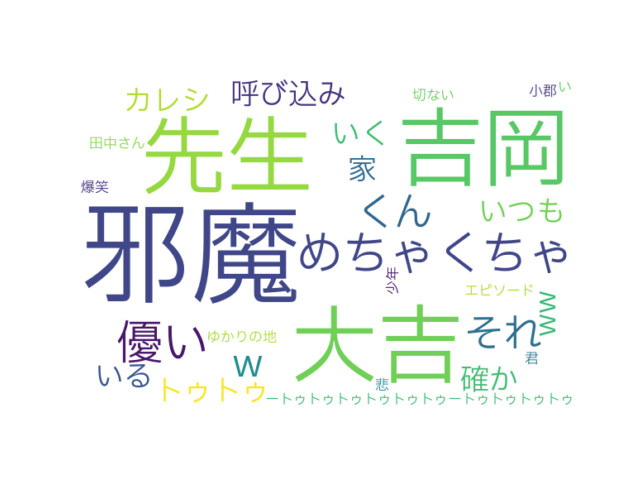 呼び込み
切ない
小郡
い
カレシ
田中さん
先生
いく
吉岡
爆笑
家
くん
いつも
邪魔
めちゃくちゃ
少年
エピソード
優い
ゆかりの地
大吉
それ
ww
w
君
いる
トゥトゥ
悲
確か
ートゥトゥトゥトゥトゥトゥートゥトゥトゥトゥ